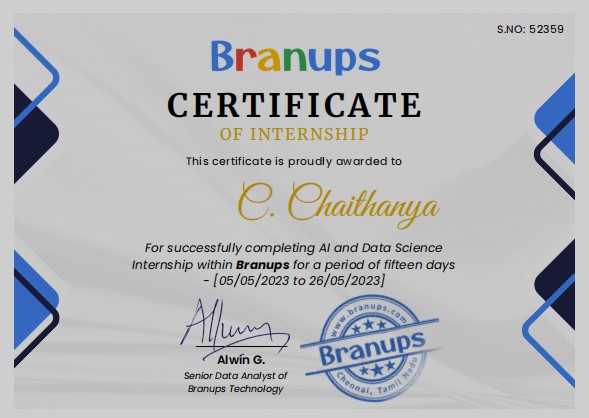 S.NO: 52359
Branups
CERTIFICATE
OF INTERNSHIP
This certificate is proudly awarded to
C. Chaithanya
For successfully completing AI and Data Science
Internship within Branups for a period of fifteen days
- [05/05/2023 to 26/05/2023]
Alwin G.
Senior Data Analyst of
Branups Technology
www.branups.com
Branups
Chennai, Tamil Nadu